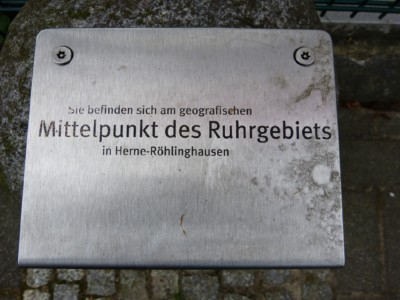 Sie befinden sich am geografischen
Mittelpunkt des Ruhrgebiets
in Herne-Röhlinghausen